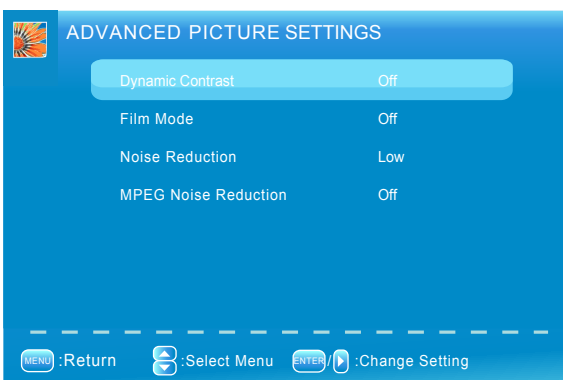 ADVANCED PICTURE SETTINGS
Dynamic Contrast Off
Film Mode Off
Noise Reduction Low
MPEG Noise Reduction Off
MENU :Return :Select Menu ENTER / :Change Setting